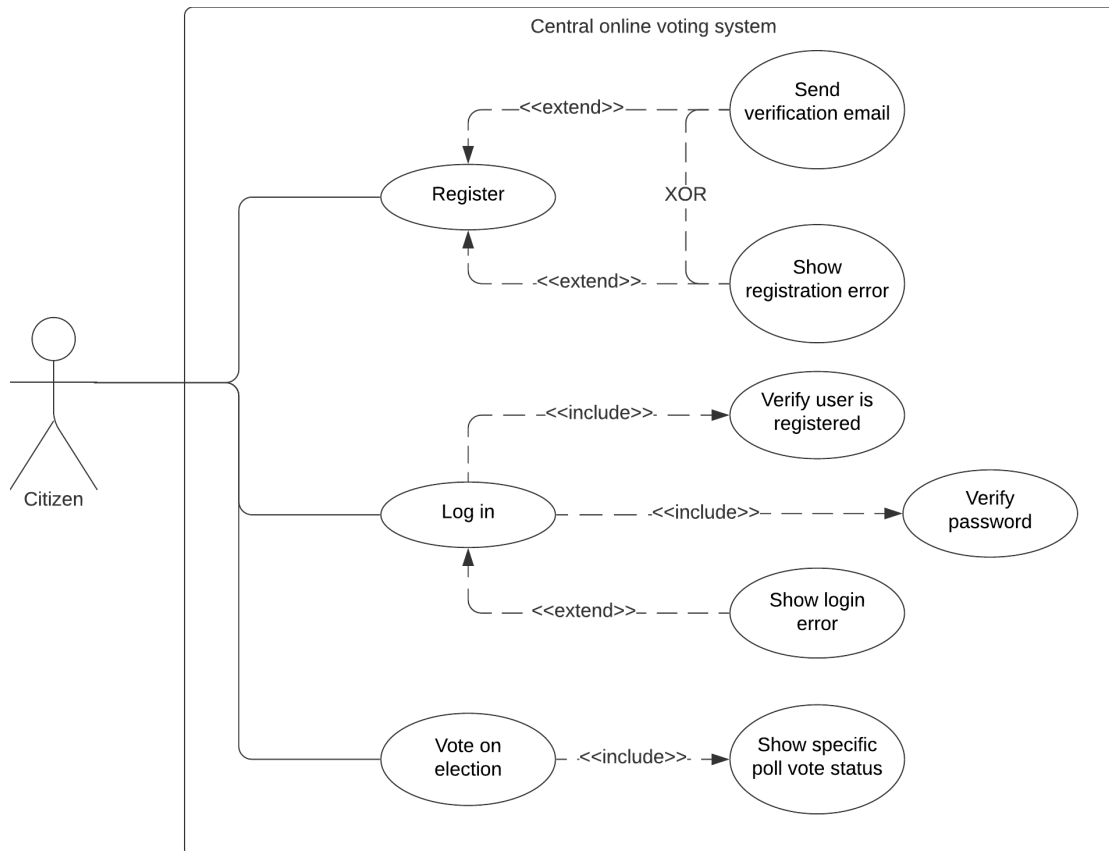 Central online voting system
Send
verification email
<<extend>>
Register
XOR
<<extend>>
Show
registration error
Citizen
<<include>>
Verify user is
registered
Log in
<<include>>
Verify
password
<<extend>>
Show login
error
Vote on
election
<<include>>
Show specific
poll vote status